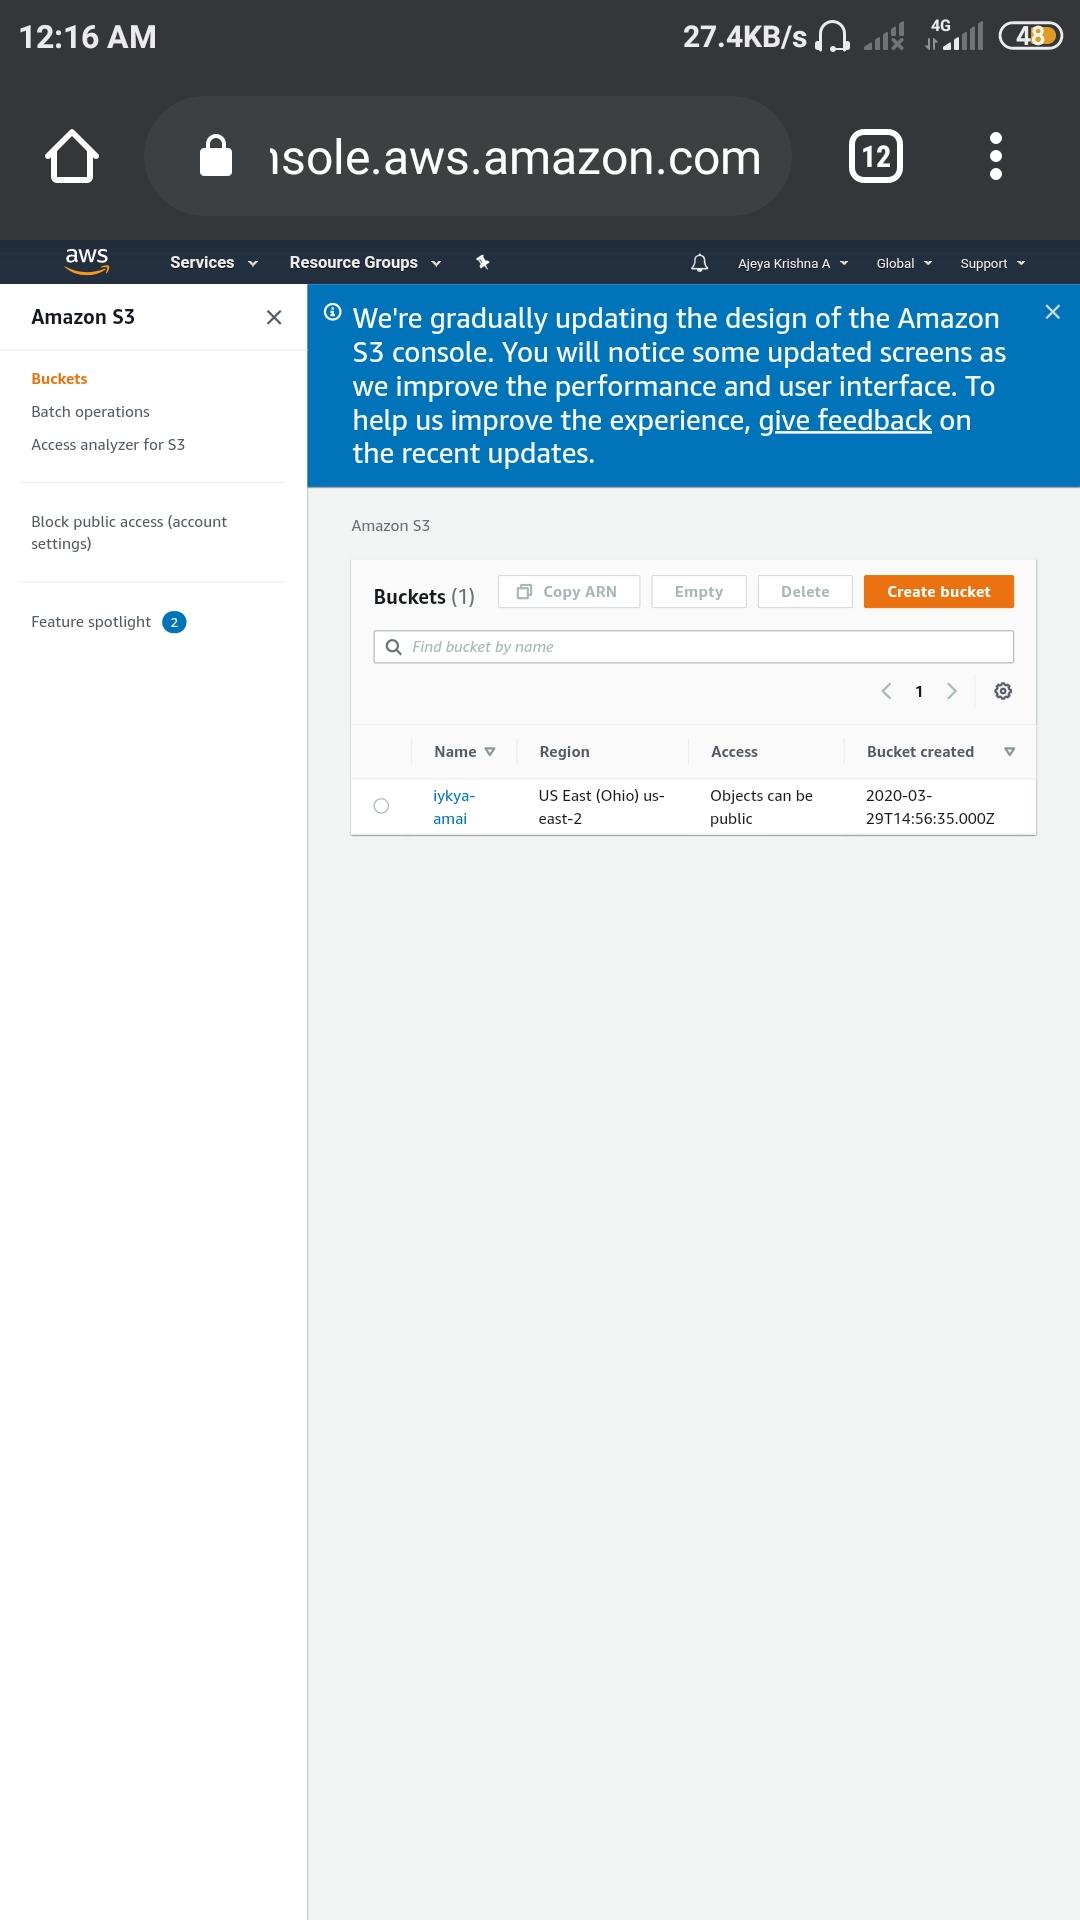 12:16 AM
27.4KB/s
4G
48
sole.aws.amazon.com
12
aws
Services
Resource Groups
Ajeya Krishna A
Global
Support
Amazon S3
Buckets
Batch operations
Access analyzer for S3
Block public access (account
settings)
Feature spotlight 2
We're gradually updating the design of the Amazon
S3 console. You will notice some updated screens as
we improve the performance and user interface. To
help us improve the experience, give feedback on
the recent updates.
Amazon S3
Buckets (1)
Copy ARN
Empty
Delete
Create bucket
Find bucket by name
1
Name
Region
Access
Bucket created
iykya-
amai
US East (Ohio) us-
east-2
Objects can be
public
2020-03-
29T14:56:35.000Z